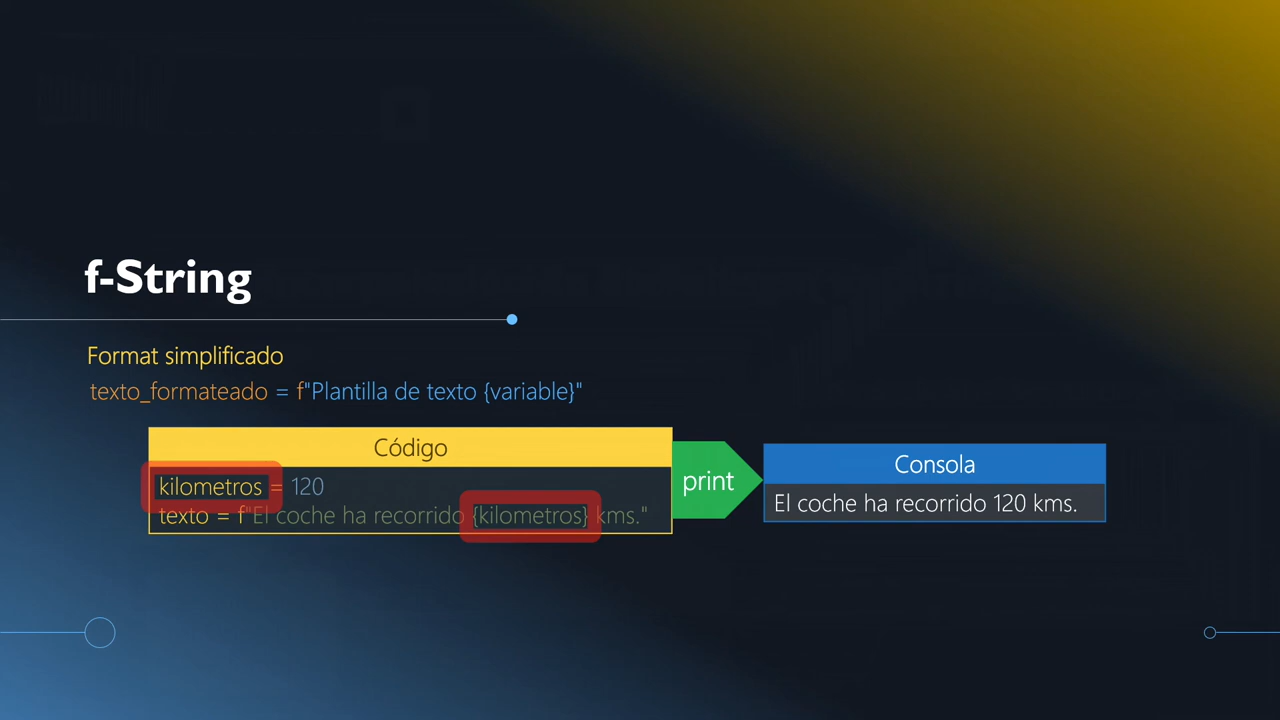 f-String
Format simplificado
texto_formateado = f"Plantilla de texto {variable}"
Código
kilometros = 120
texto = f"El coche ha recorrido {kilometros} kms."
print
Consola
El coche ha recorrido 120 kms.